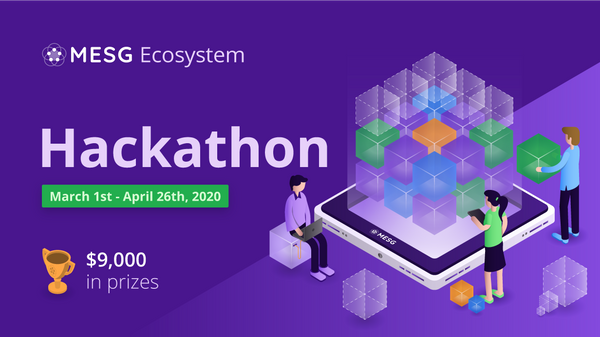 MESG Ecosystem
Hackathon
March 1st - April 26th, 2020
$9,000
in prizes
MESG